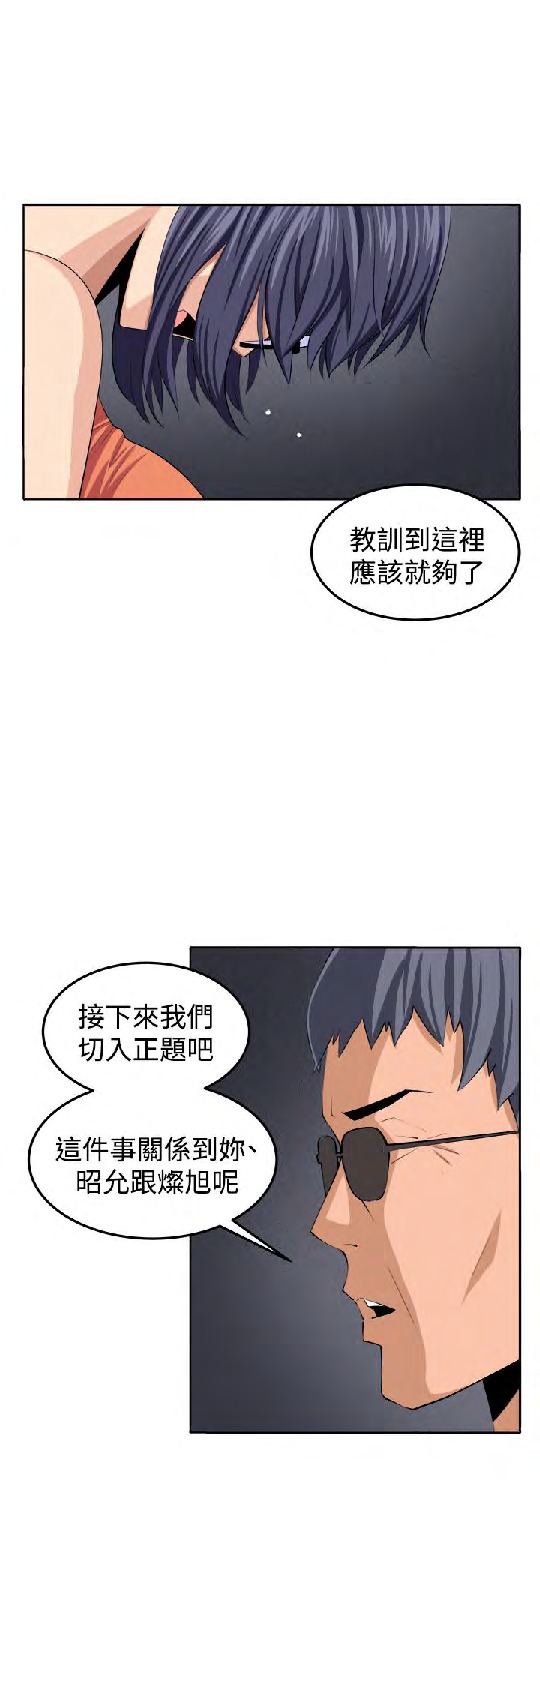 教訓到這裡
應該就夠了
接下來我們
切入正題吧
這件事關係到妳、
昭允跟燦旭呢